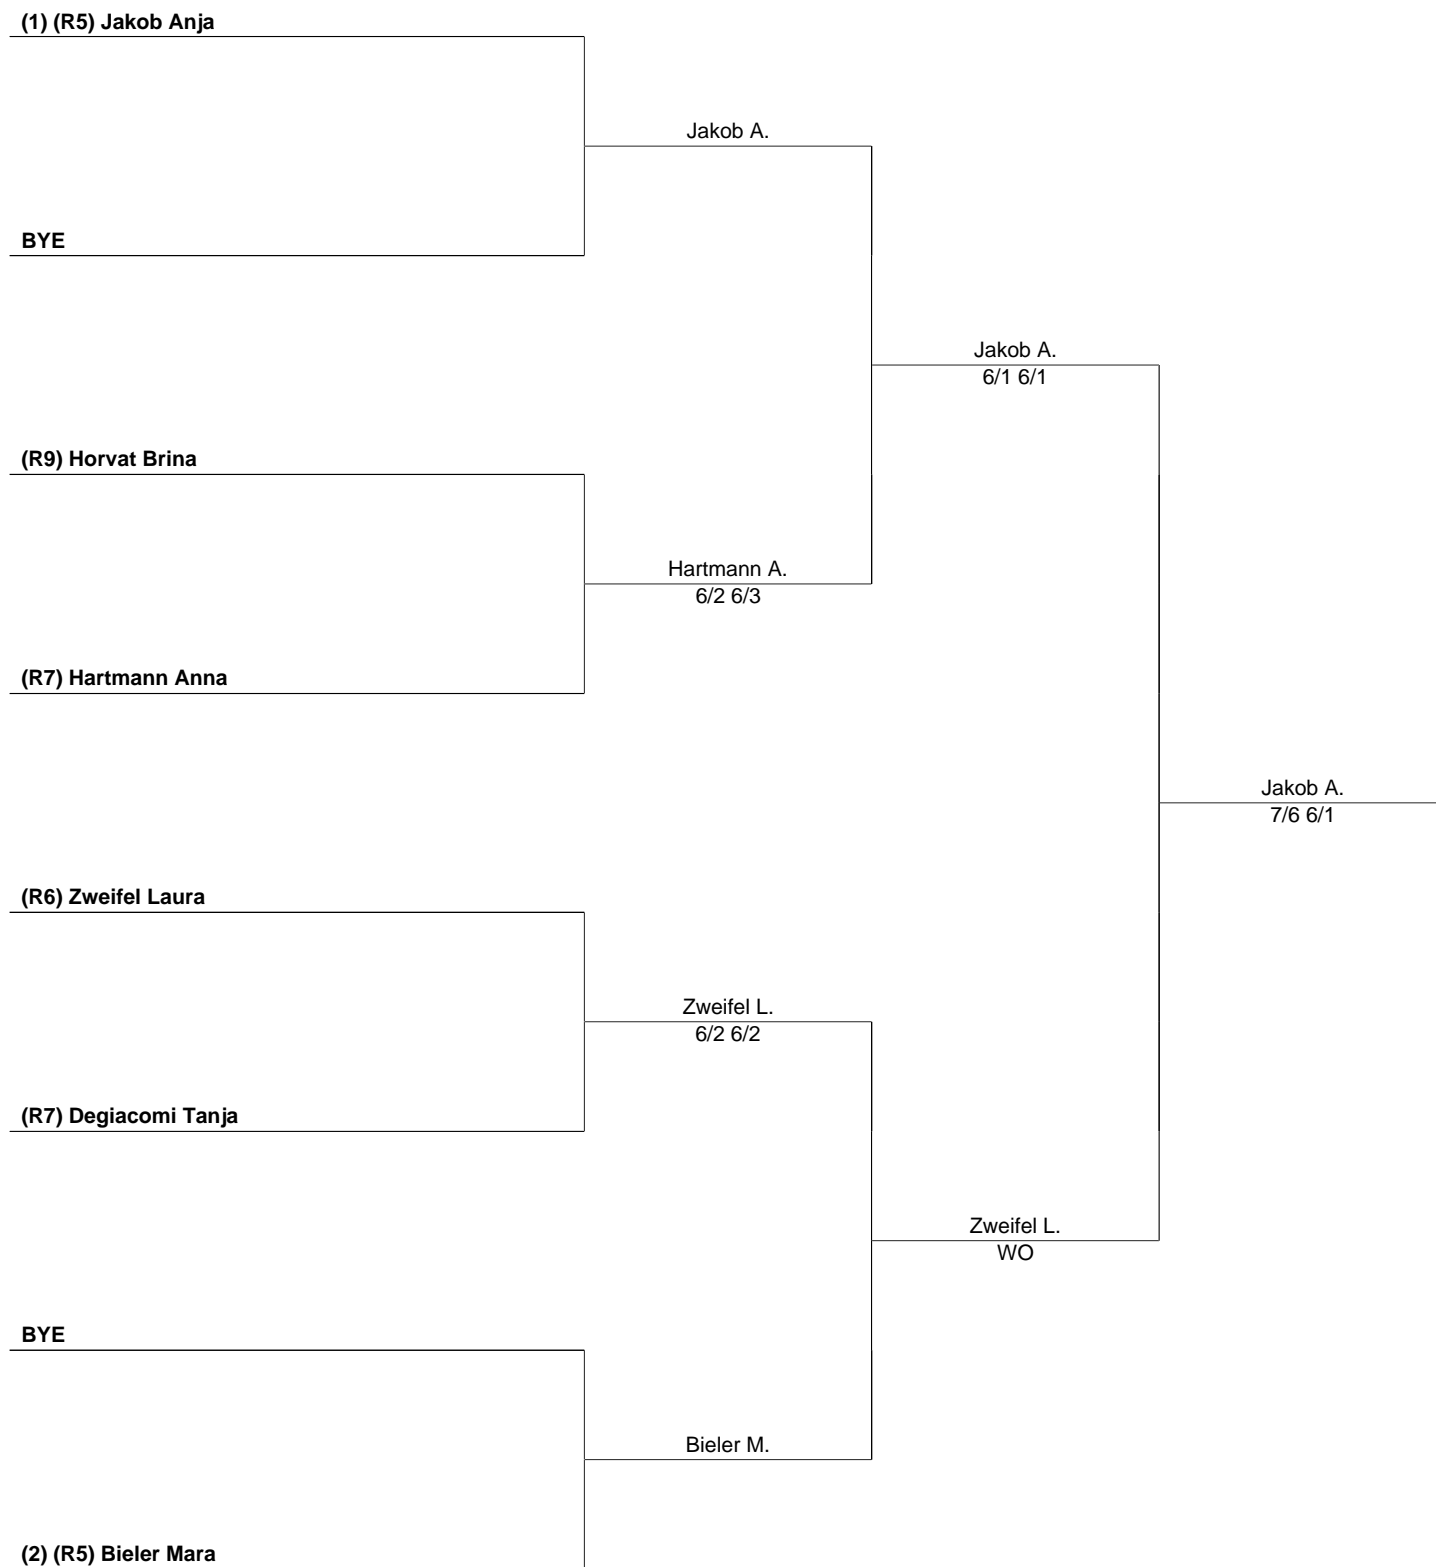 (1) (R5) Jakob Anja
Jakob A.
BYE
Jakob A.
6/1 6/1
(R9) Horvat Brina
Hartmann A.
6/2 6/3
(R7) Hartmann Anna
Jakob A.
7/6 6/1
(R6) Zweifel Laura
Zweifel L.
6/2 6/2
(R7) Degiacomi Tanja
Zweifel L.
WO
BYE
Bieler M.
(2) (R5) Bieler Mara